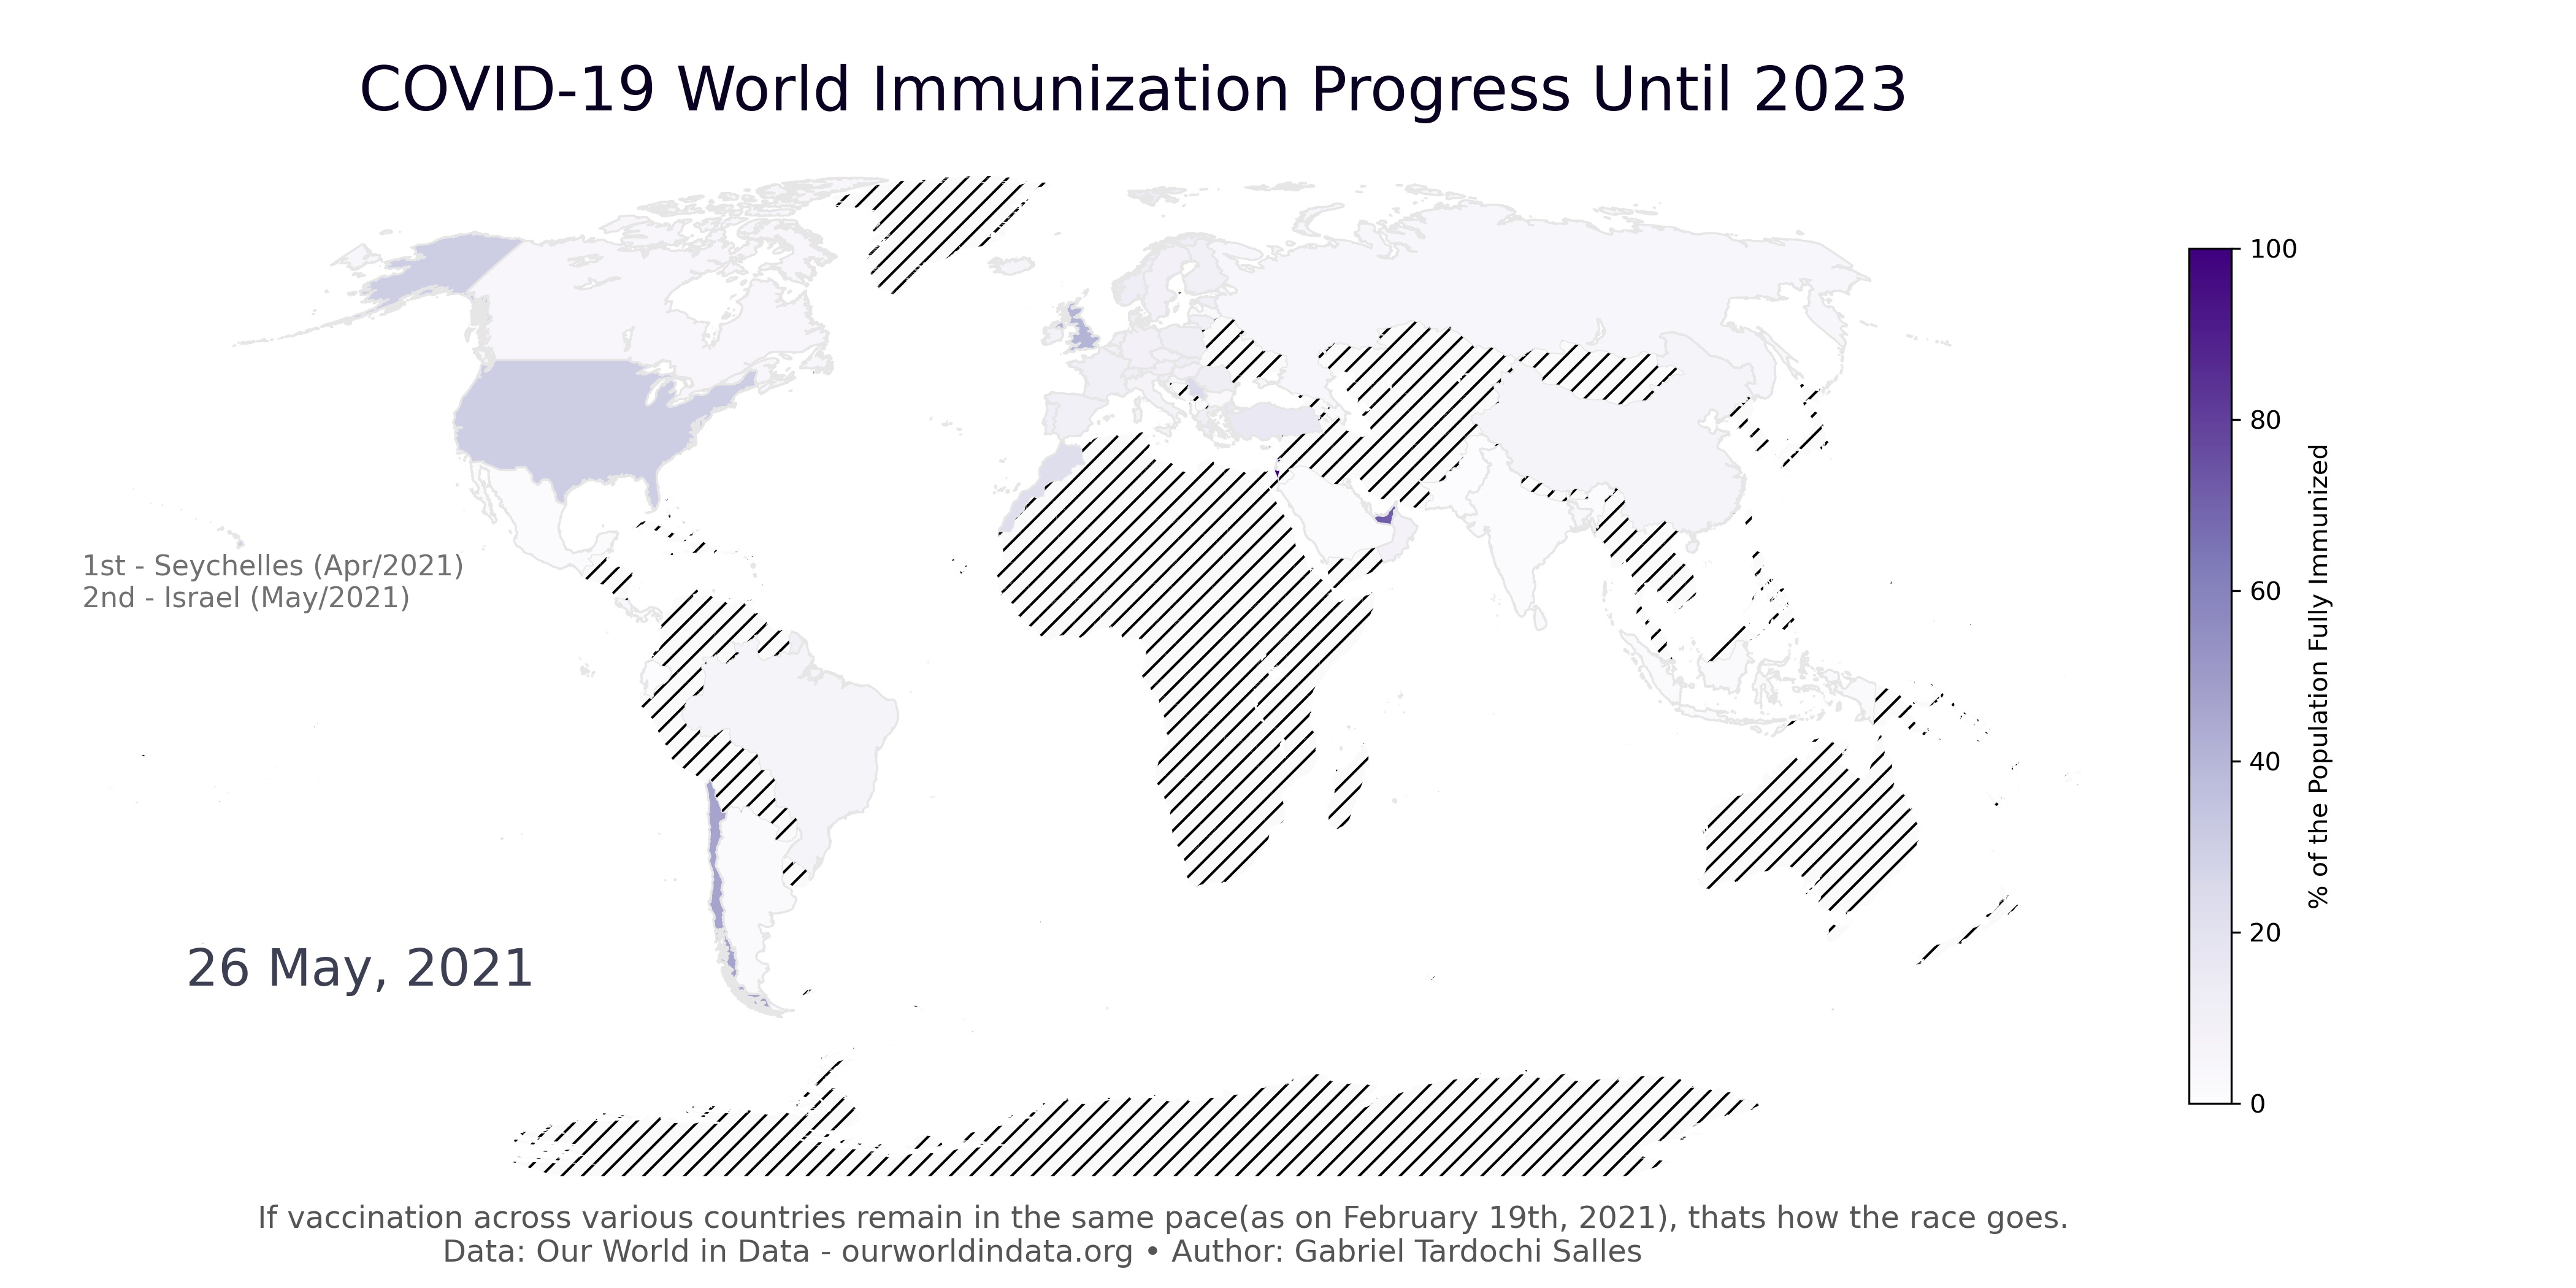 COVID-19 World Immunization Progress Until 2023
1st - Seychelles (Apr/2021)
2nd - Israel (May/2021)
26 May, 2021
100
80
60
40
20
0
% of the Population Fully Immunized
If vaccination across various countries remain in the same pace(as on February 19th, 2021), thats how the race goes.
Data: Our World in Data - ourworldindata.org • Author: Gabriel Tardochi Salles